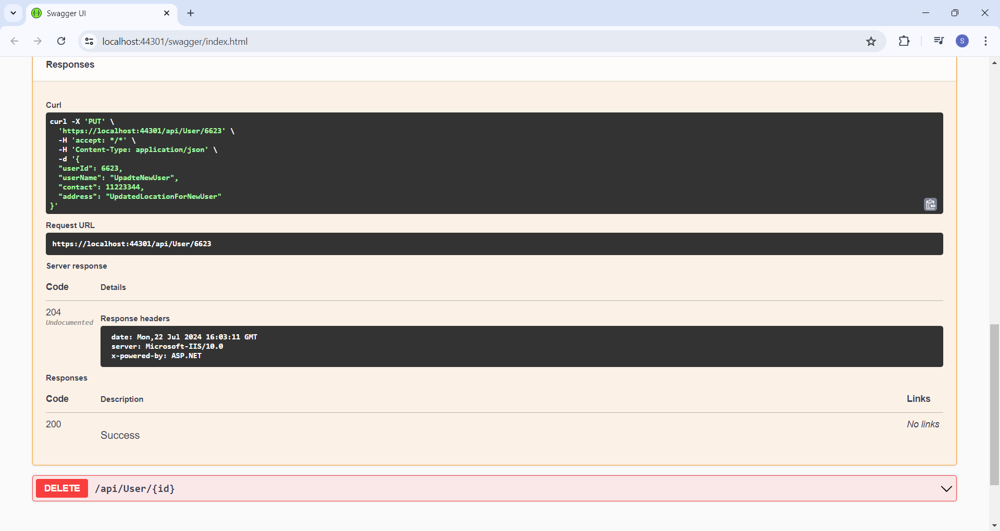 Swagger UI
localhost:44301/swagger/index.html
S
Responses
Curl
curl -X 'PUT' \
'https://localhost:44301/api/User/6623' \
-H 'accept: */*' \
-H 'Content-Type: application/json' \
-d '{
"userId": 6623,
"userName": "UpadteNewUser",
"contact": 11223344,
"address": "UpdatedLocationForNewUser"
}'
Request URL
https://localhost:44301/api/User/6623
Server response
Code Details
204
Undocumented
Response headers
date: Mon,22 Jul 2024 16:03:11 GMT
server: Microsoft-IIS/10.0
x-powered-by: ASP.NET
Responses
Code Description Links
200 No links
Success
DELETE /api/User/{id}